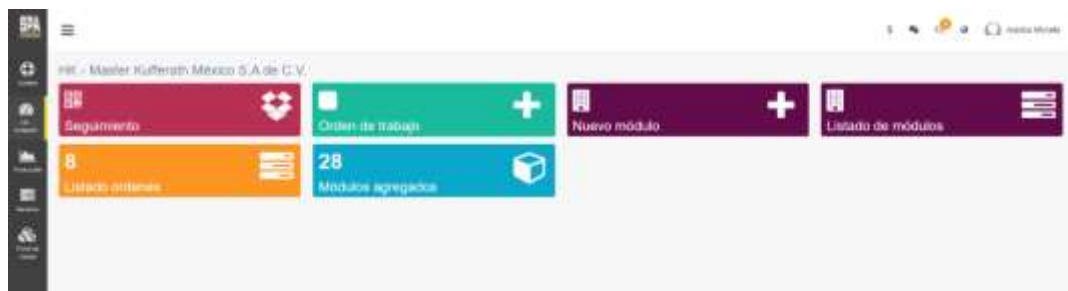 SPA
HK - Master Kufferath México S.A de C.V.
Seguimiento
Orden de trabajo
Nuevo módulo
Listado de módulos
8
Listado ordenes
28
Módulos agregados